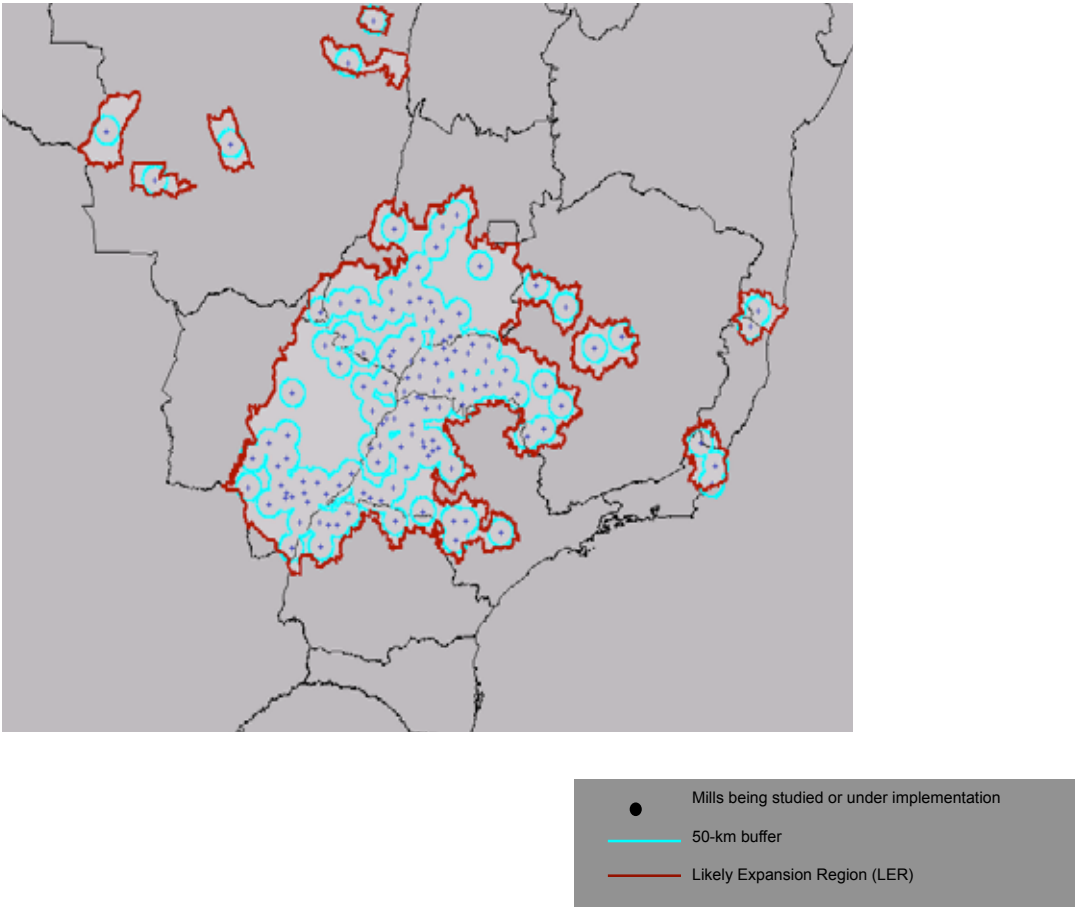 Mills being studied or under implementation
50-km buffer
Likely Expansion Region (LER)